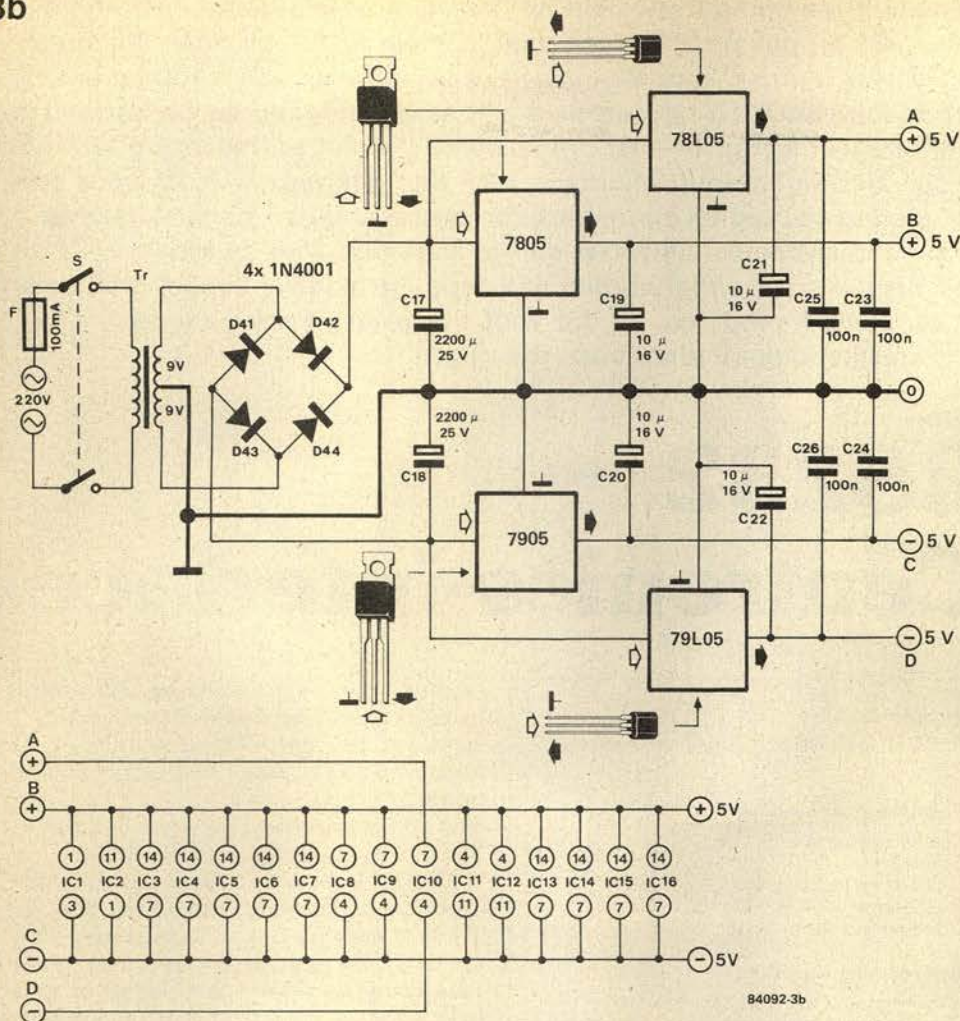 3b
78L05
A
+ 5 V
7805
B
+ 5 V
4x 1N4001
F
100mA
S
Tr
220V
9V
9V
D41
D42
D43
D44
C17
2200 µ
25 V
C19
10 µ
16 V
C21
10 µ
16 V
C25
100n
C23
100n
0
2200 µ
25 V
C18
10 µ
16 V
C20
10 µ
16 V
C22
C26
100n
C24
100n
7905
− 5 V
C
79L05
− 5 V
D
A
+
B
+
+ 5V
1 11 14 14 14 14 14 7 7 7 4 4 14 14 14 14
IC1 IC2 IC3 IC4 IC5 IC6 IC7 IC8 IC9 IC10 IC11 IC12 IC13 IC14 IC15 IC16
3 1 7 7 7 7 7 4 4 4 11 11 7 7 7 7
C
−
− 5V
D
−
84092-3b